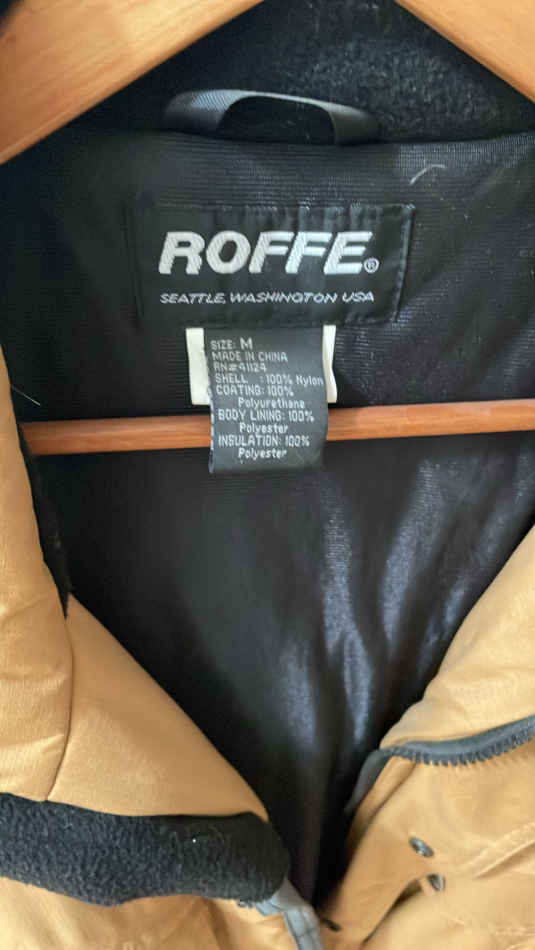 ROFFE®
SEATTLE, WASHINGTON USA
SIZE: M
MADE IN CHINA
RN#41124
SHELL : 100% Nylon
COATING: 100%
Polyurethane
BODY LINING: 100%
Polyester
INSULATION: 100%
Polyester